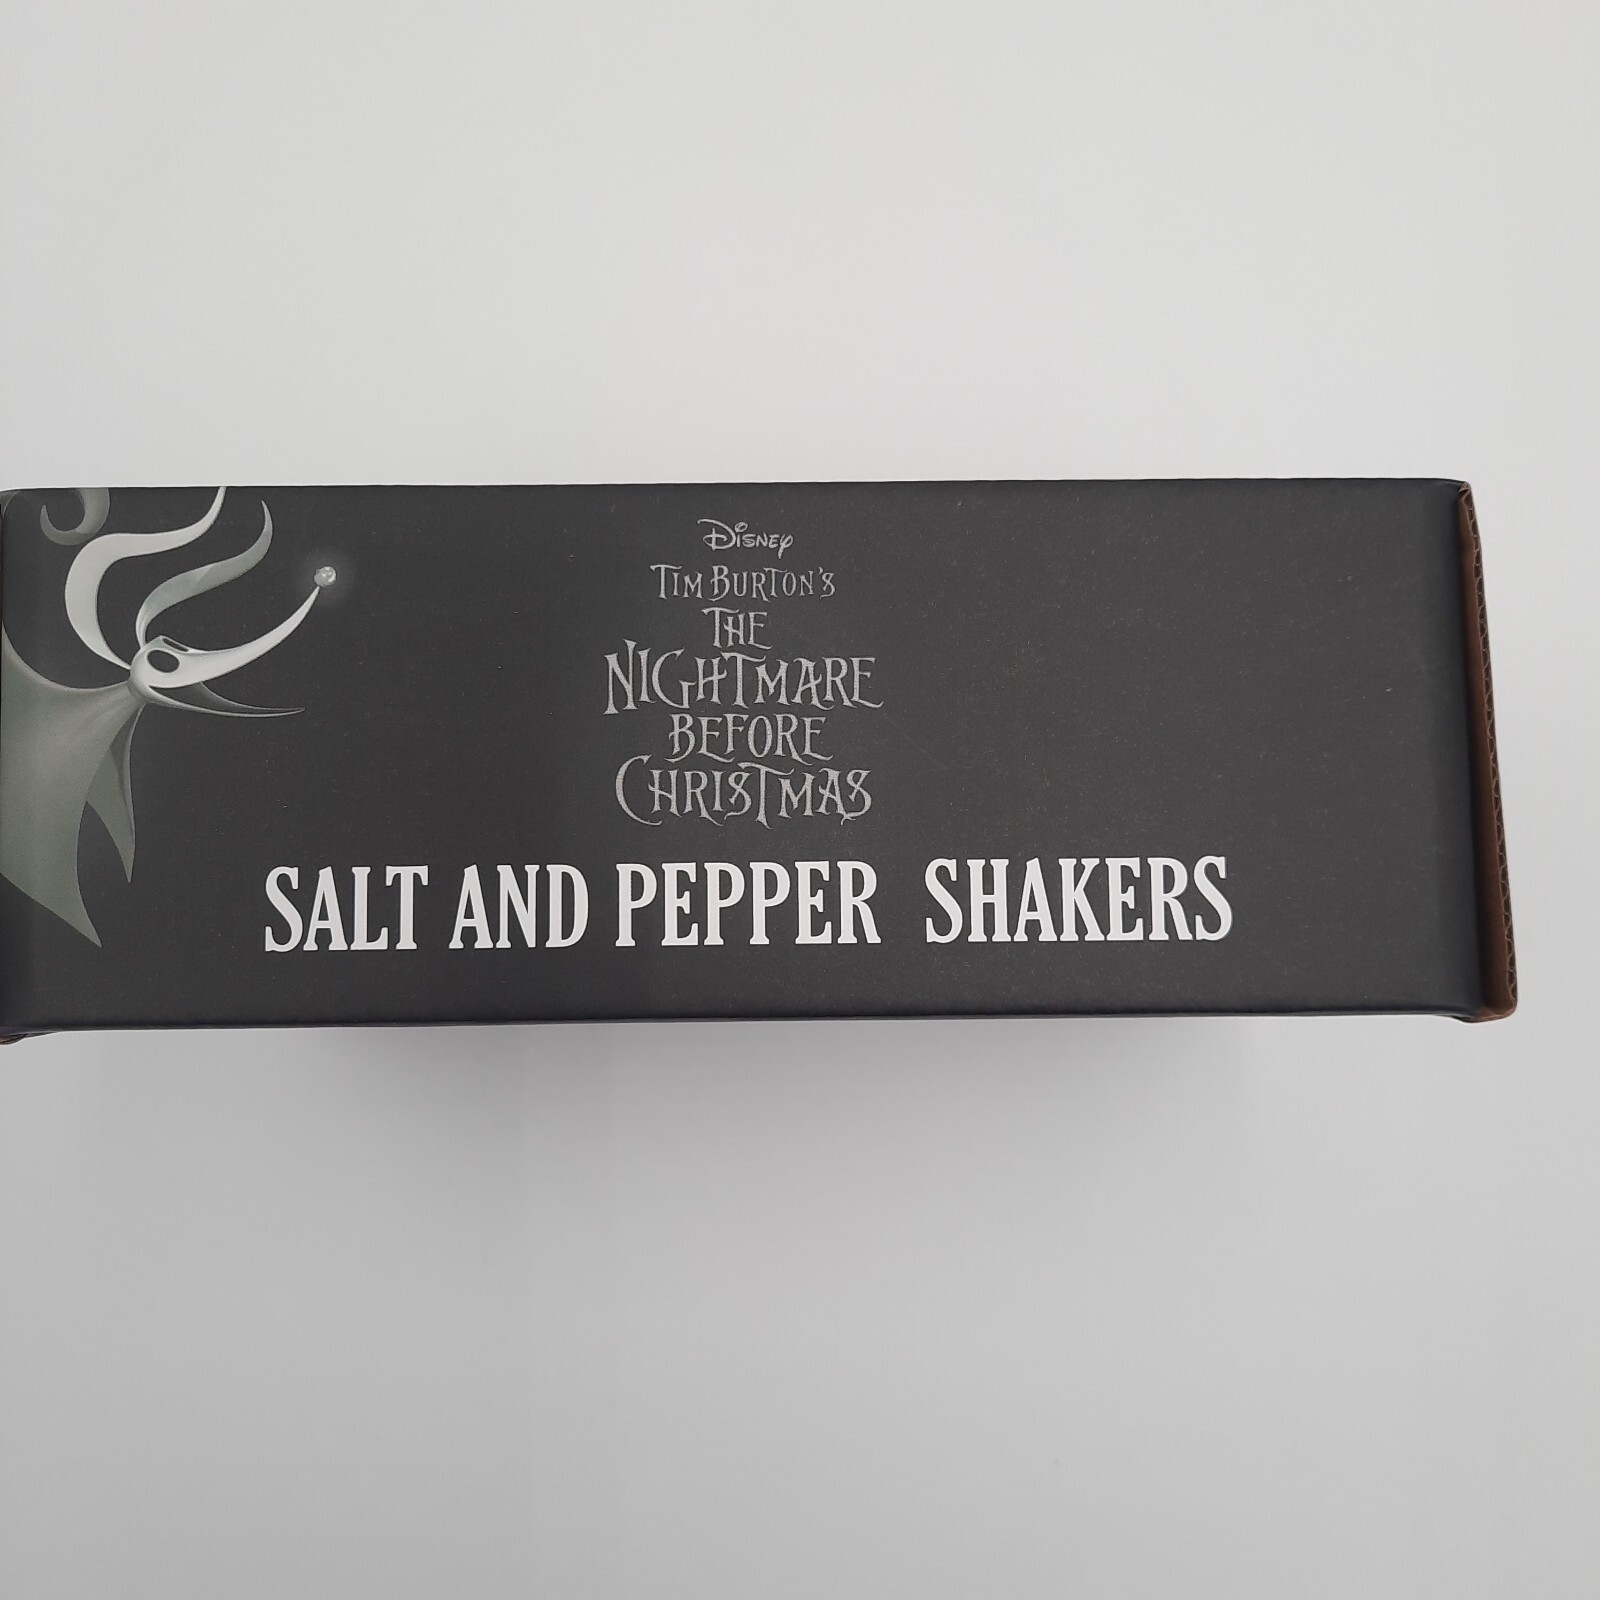 Disney
TIM BURTON'S
THE
NIGHTMARE
BEFORE
CHRISTMAS
SALT AND PEPPER SHAKERS